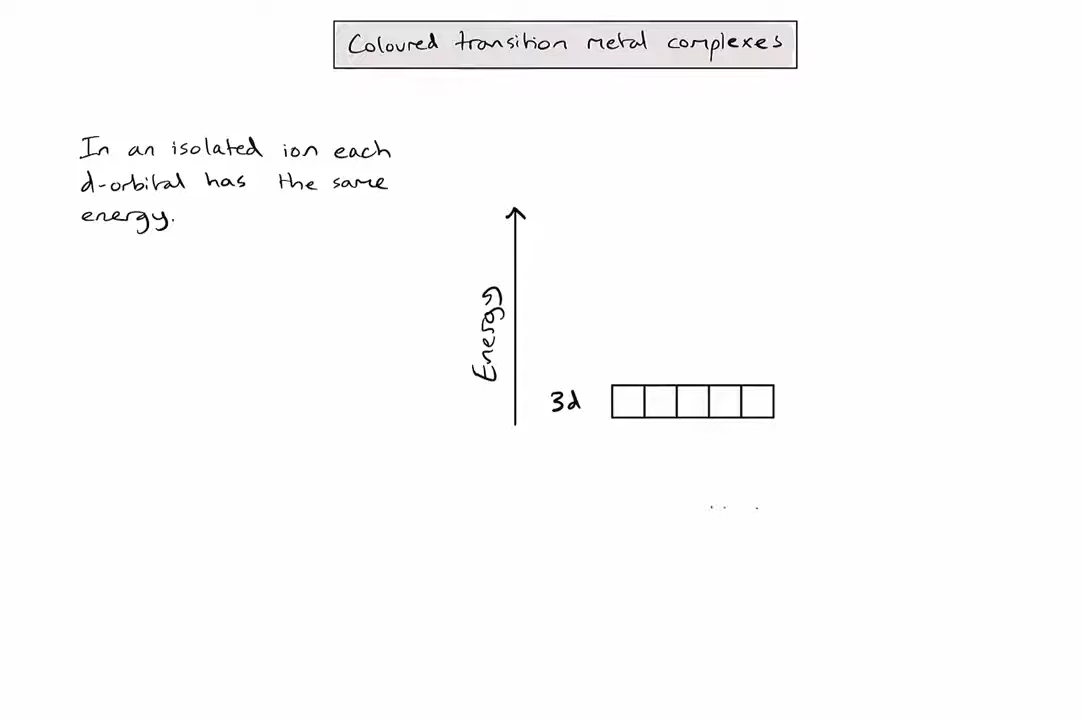 Coloured transition metal complexes
In an isolated ion each
d-orbital has the same
energy.
Energy
3d